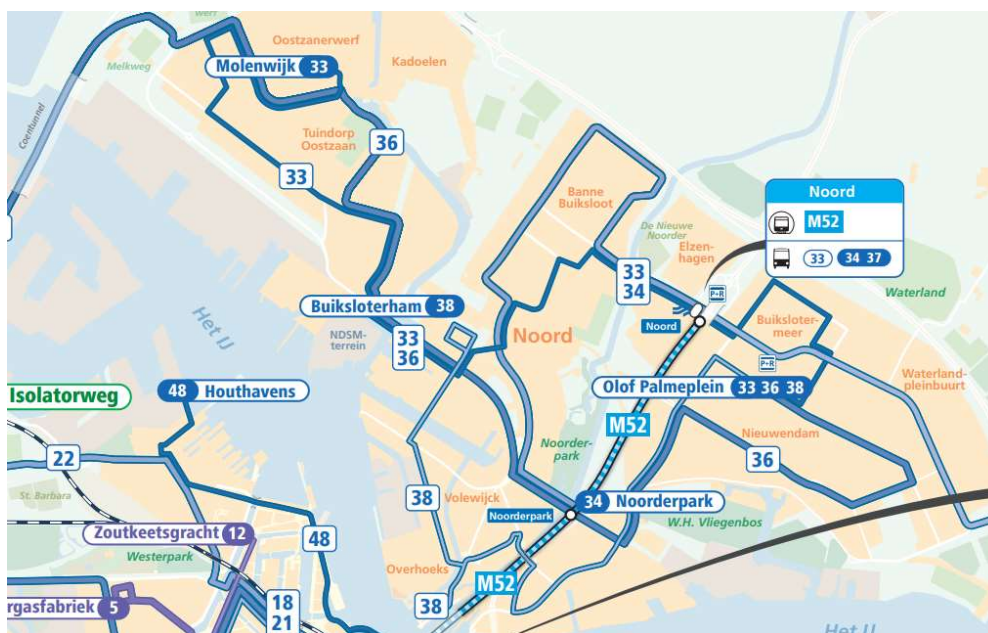 werf
Oostzanerwerf
Molenwijk 33
Kadoelen
Melkweg
Coentunnel
Tuindorp
Oostzaan
36
33
Banne
Buiksloot
De Nieuwe
Noorder
Elzen-
hagen
Noord
M52
33 34 37
33
34
P+R
Waterland
Buiksloterham 38
Noord
Buiksloter-
meer
Het IJ
NDSM-
terrein
33
36
Noord
P+R
Waterland-
pleinbuurt
Isolatorweg
48 Houthavens
Olof Palmeplein 33 36 38
M52
Nieuwendam
Noorder-
park
36
22
St. Barbara
38
Volewijck
34 Noorderpark
Noorderpark
W.H. Vliegenbos
Zoutkeetsgracht 12
48
Westerpark
Overhoeks
M52
rgasfabriek 5
18
21
38
Het IJ